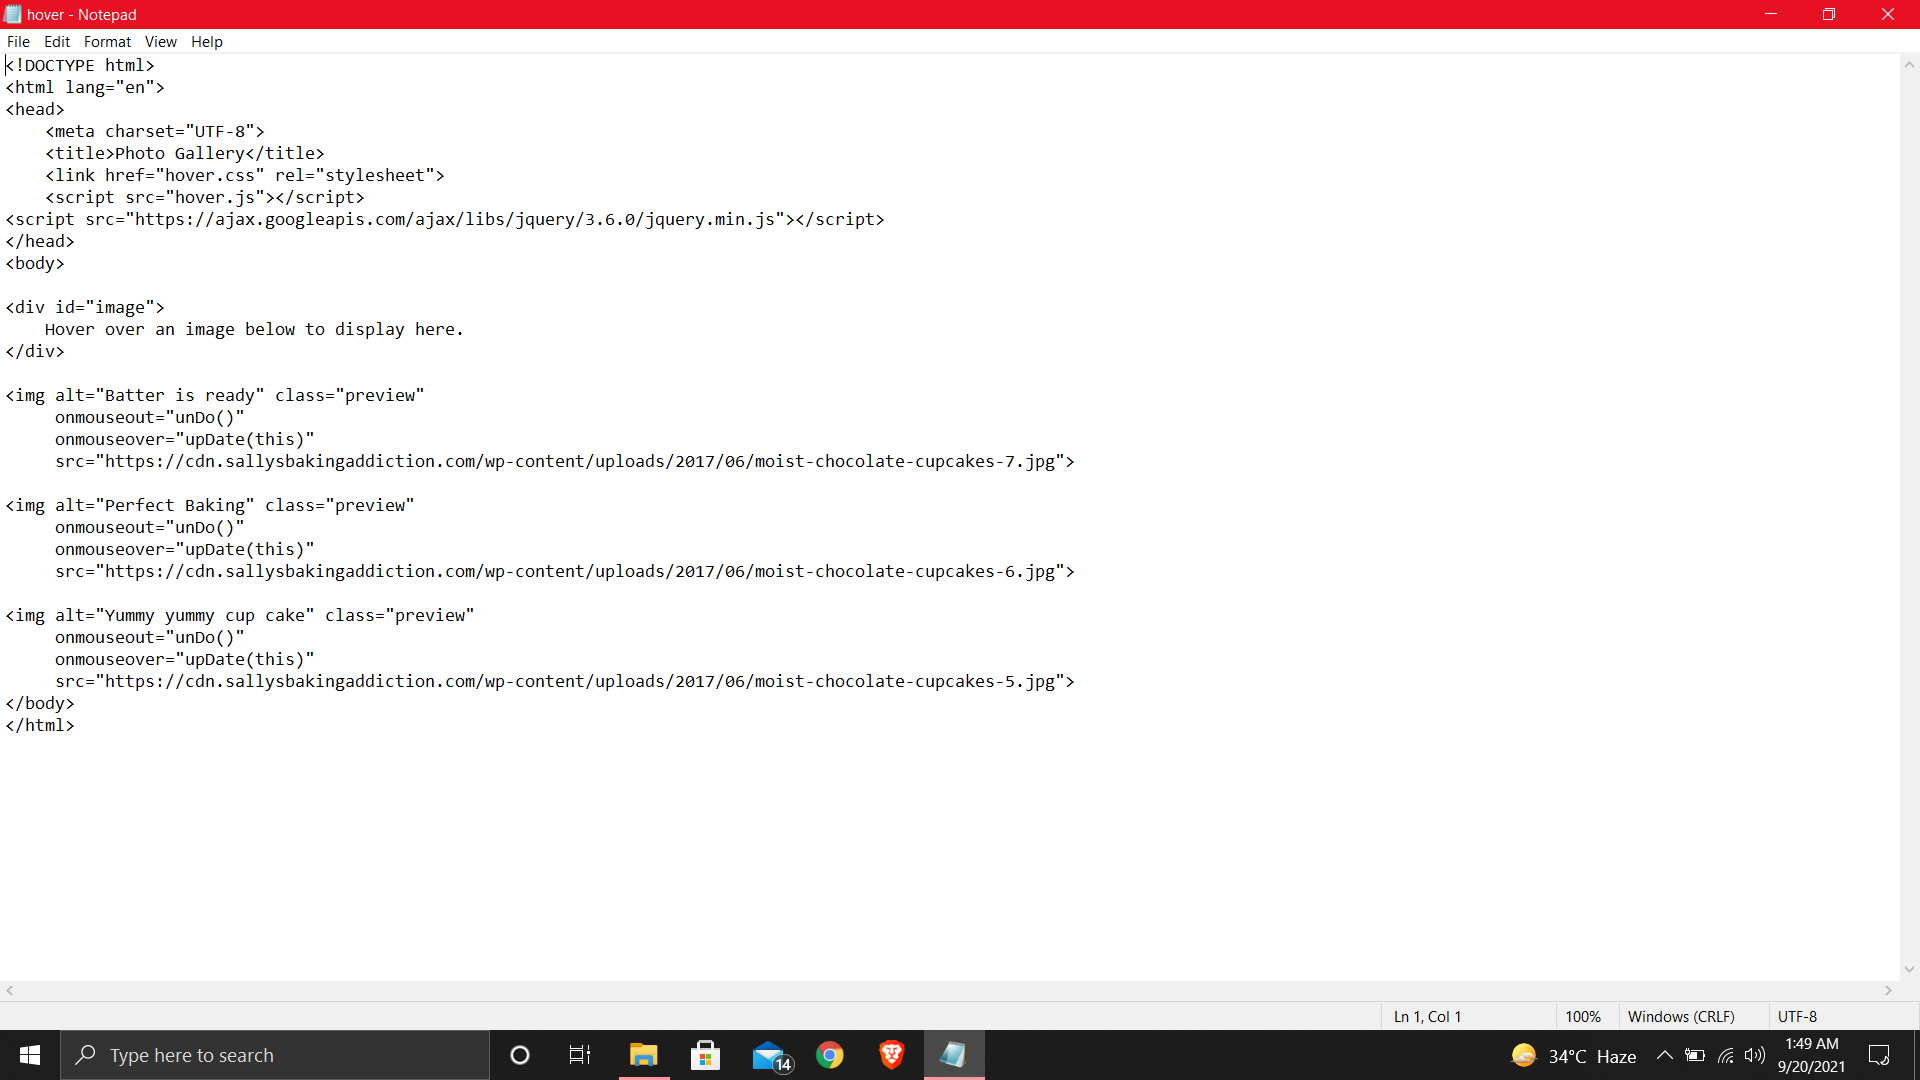 hover - Notepad
File Edit Format View Help
<!DOCTYPE html>
<html lang="en">
<head>
    <meta charset="UTF-8">
    <title>Photo Gallery</title>
    <link href="hover.css" rel="stylesheet">
    <script src="hover.js"></script>
<script src="https://ajax.googleapis.com/ajax/libs/jquery/3.6.0/jquery.min.js"></script>
</head>
<body>
<div id="image">
    Hover over an image below to display here.
</div>
<img alt="Batter is ready" class="preview"
     onmouseout="unDo()"
     onmouseover="upDate(this)"
     src="https://cdn.sallysbakingaddiction.com/wp-content/uploads/2017/06/moist-chocolate-cupcakes-7.jpg">
<img alt="Perfect Baking" class="preview"
     onmouseout="unDo()"
     onmouseover="upDate(this)"
     src="https://cdn.sallysbakingaddiction.com/wp-content/uploads/2017/06/moist-chocolate-cupcakes-6.jpg">
<img alt="Yummy yummy cup cake" class="preview"
     onmouseout="unDo()"
     onmouseover="upDate(this)"
     src="https://cdn.sallysbakingaddiction.com/wp-content/uploads/2017/06/moist-chocolate-cupcakes-5.jpg">
</body>
</html>
Ln 1, Col 1 100% Windows (CRLF) UTF-8
Type here to search 14 34°C Haze 1:49 AM
9/20/2021